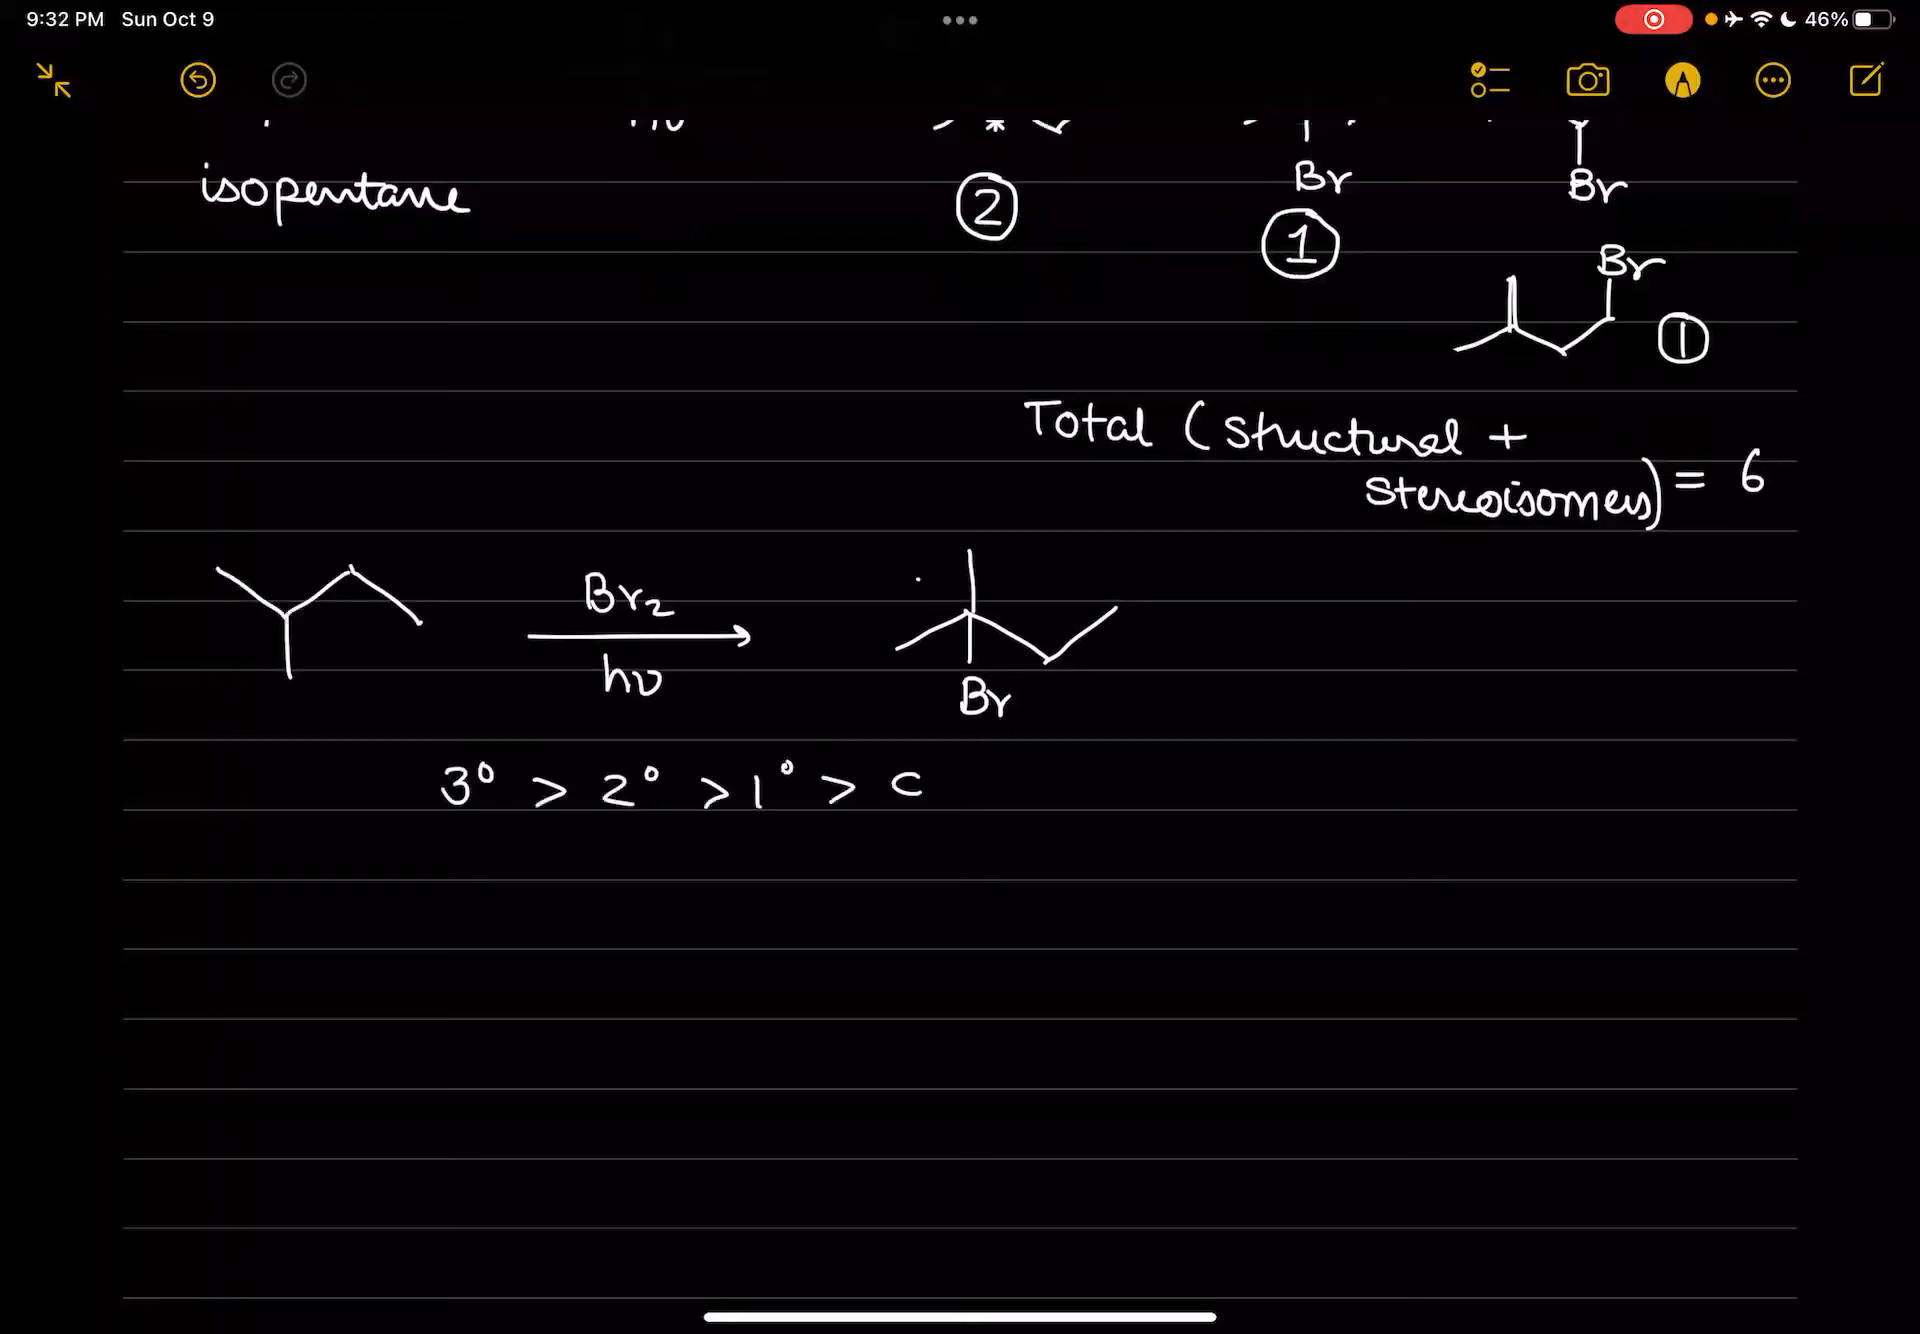 9:32 PM Sun Oct 9
46%
isopentane
2
Br
1
Br
Br
1
Total (structural +
stereoisomers) = 6
Br2
hν
Br
3° > 2° > 1° > C